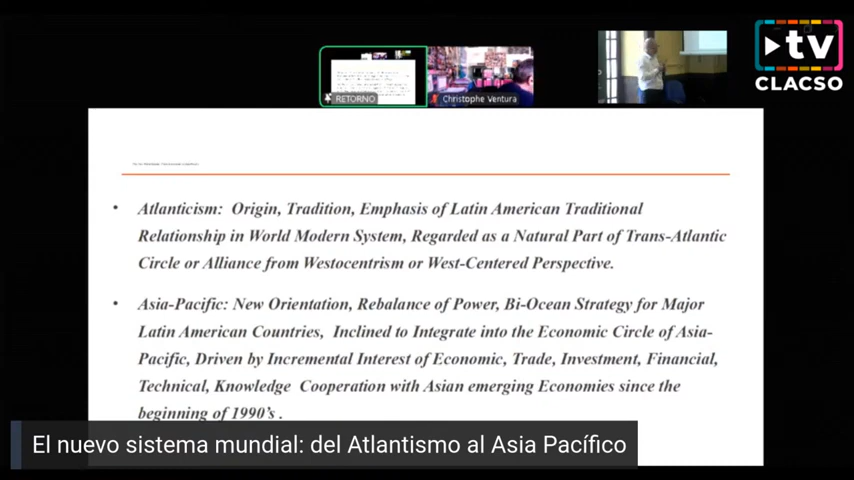 tv
CLACSO
RETORNO
Christophe Ventura
• Atlanticism: Origin, Tradition, Emphasis of Latin American Traditional
Relationship in World Modern System, Regarded as a Natural Part of Trans-Atlantic
Circle or Alliance from Westocentrism or West-Centered Perspective.
• Asia-Pacific: New Orientation, Rebalance of Power, Bi-Ocean Strategy for Major
Latin American Countries, Inclined to Integrate into the Economic Circle of Asia-
Pacific, Driven by Incremental Interest of Economic, Trade, Investment, Financial,
Technical, Knowledge Cooperation with Asian emerging Economies since the
beginning of 1990's .
El nuevo sistema mundial: del Atlantismo al Asia Pacífico